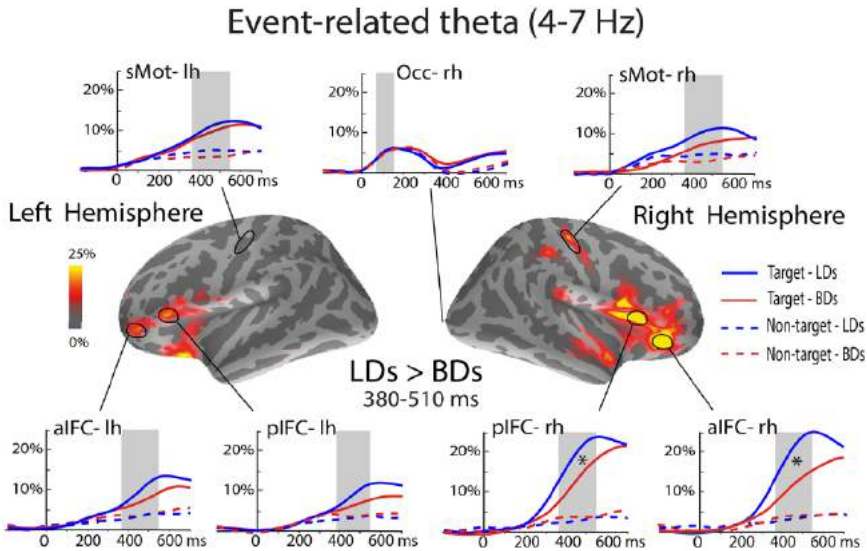 Event-related theta (4-7 Hz)
sMot- lh
20%
10%
0 200 400 600 ms
Occ- rh
20%
10%
0 200 400 600 ms
sMot- rh
20%
10%
0 200 400 600 ms
Left Hemisphere
Right Hemisphere
25%
0%
Target - LDs
Target - BDs
Non-target - LDs
Non-target - BDs
LDs > BDs
380-510 ms
aIFC- lh
20%
10%
0 200 400 600 ms
pIFC- lh
20%
10%
0 200 400 600 ms
pIFC- rh
20%
10%
*
0 200 400 600 ms
aIFC- rh
20%
10%
*
0 200 400 600 ms